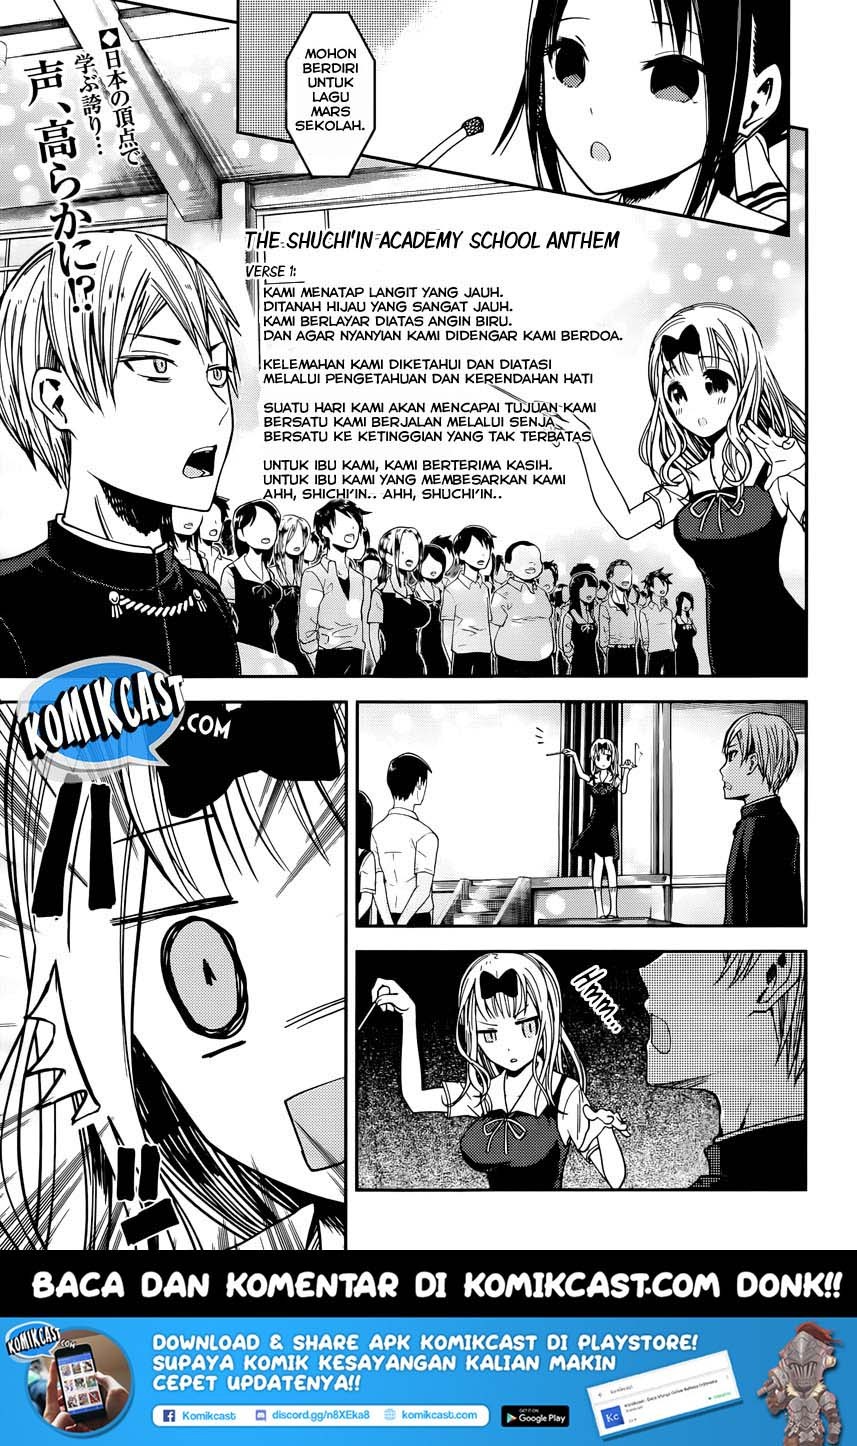 MOHON
BERDIRI
UNTUK
LAGU
MARS
SEKOLAH.
◆日本の頂点で
学ぶ誇り…
声、高らかに!?
THE SHUCHI'IN ACADEMY SCHOOL ANTHEM
VERSE 1:
KAMI MENATAP LANGIT YANG JAUH.
DITANAH HIJAU YANG SANGAT JAUH.
KAMI BERLAYAR DIATAS ANGIN BIRU.
DAN AGAR NYANYIAN KAMI DIDENGAR KAMI BERDOA.
KELEMAHAN KAMI DIKETAHUI DAN DIATASI
MELALUI PENGETAHUAN DAN KERENDAHAN HATI
SUATU HARI KAMI AKAN MENCAPAI TUJUAN KAMI
BERSATU KAMI BERJALAN MELALUI SENJA
BERSATU KE KETINGGIAN YANG TAK TERBATAS
UNTUK IBU KAMI, KAMI BERTERIMA KASIH.
UNTUK IBU KAMI YANG MEMBESARKAN KAMI
AHH, SHICHI'IN.. AHH, SHUCHI'IN..
KOMIKCAST
.COM
HMM...
BACA DAN KOMENTAR DI KOMIKCAST.COM DONK!!
KOMIKCAST
.COM
DOWNLOAD & SHARE APK KOMIKCAST DI PLAYSTORE!
SUPAYA KOMIK KESAYANGAN KALIAN MAKIN
CEPET UPDATENYA!!
Komikcast discord.gg/n8XEka8 komikcast.com
Google Play
Kc